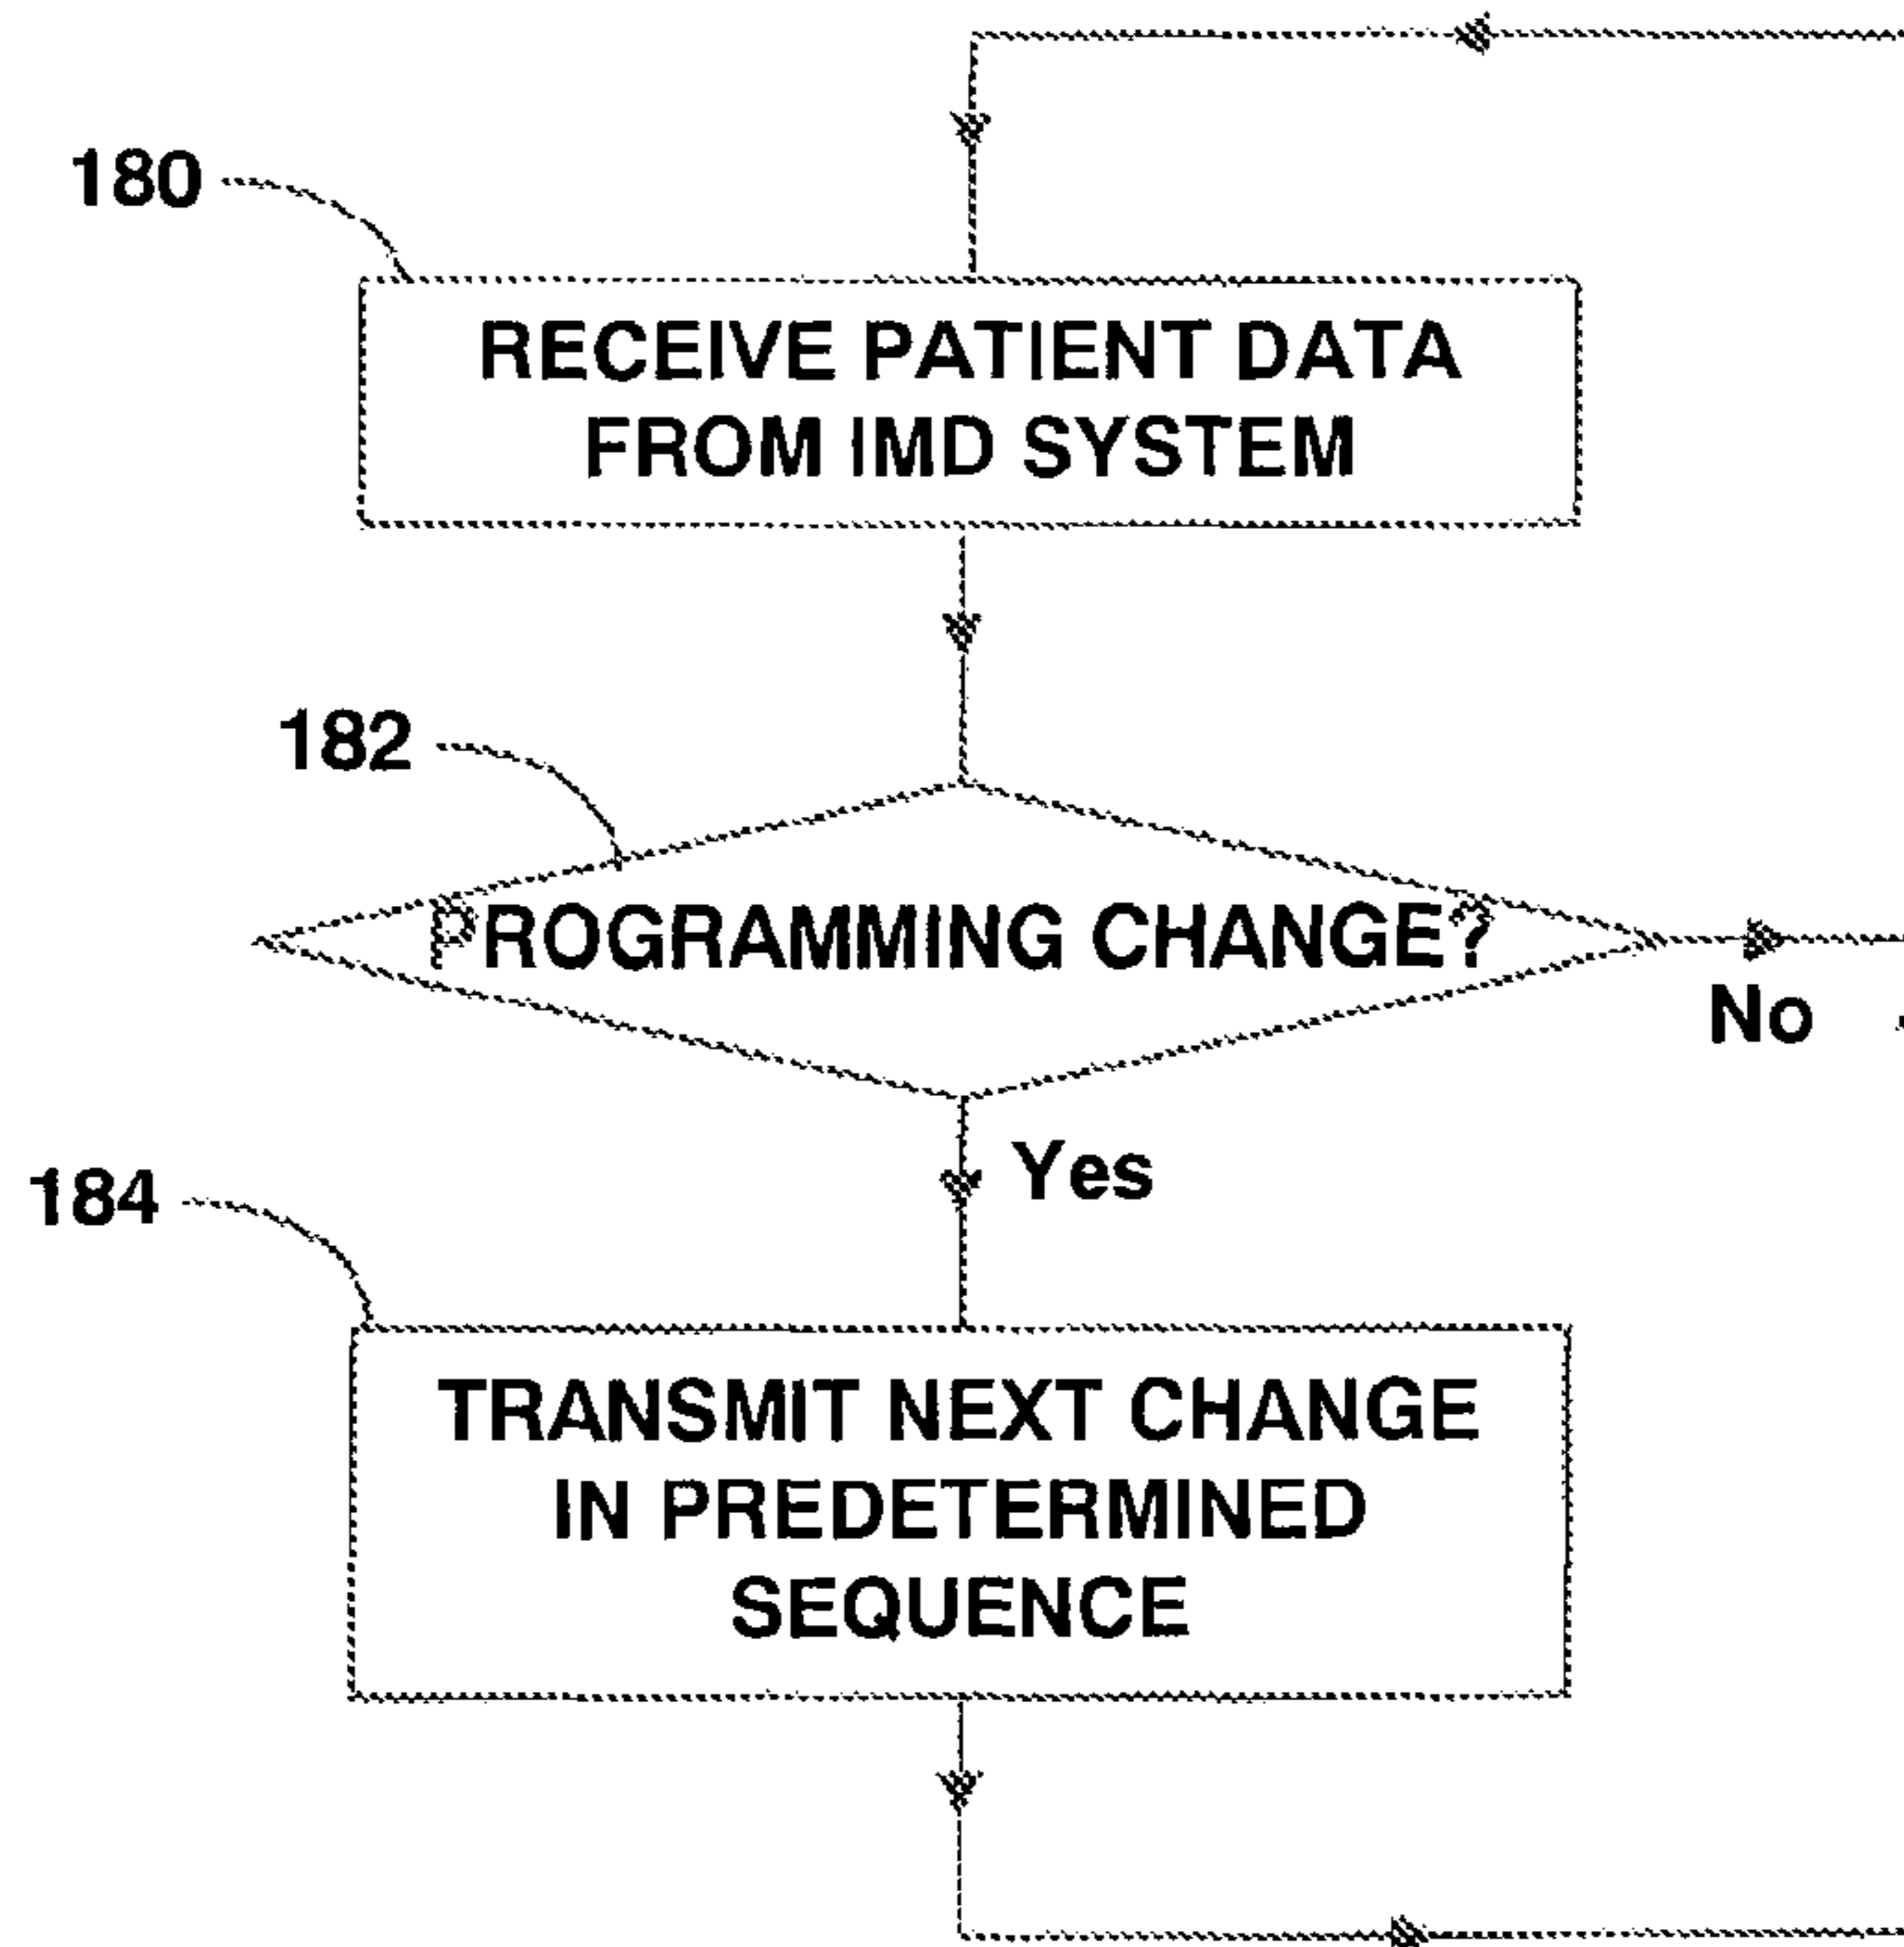 180
RECEIVE PATIENT DATA
FROM IMD SYSTEM
182
PROGRAMMING CHANGE?
No
Yes
184
TRANSMIT NEXT CHANGE
IN PREDETERMINED
SEQUENCE